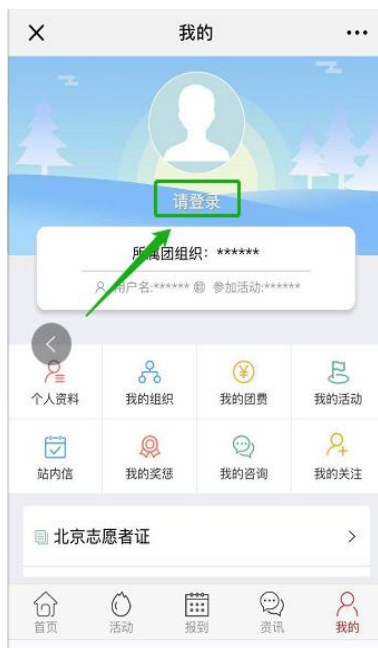 我的
请登录
所属团组织：******
用户名:****** 参加活动:******
个人资料 我的组织 我的团费 我的活动
站内信 我的奖惩 我的咨询 我的关注
北京志愿者证
首页 活动 报到 资讯 我的